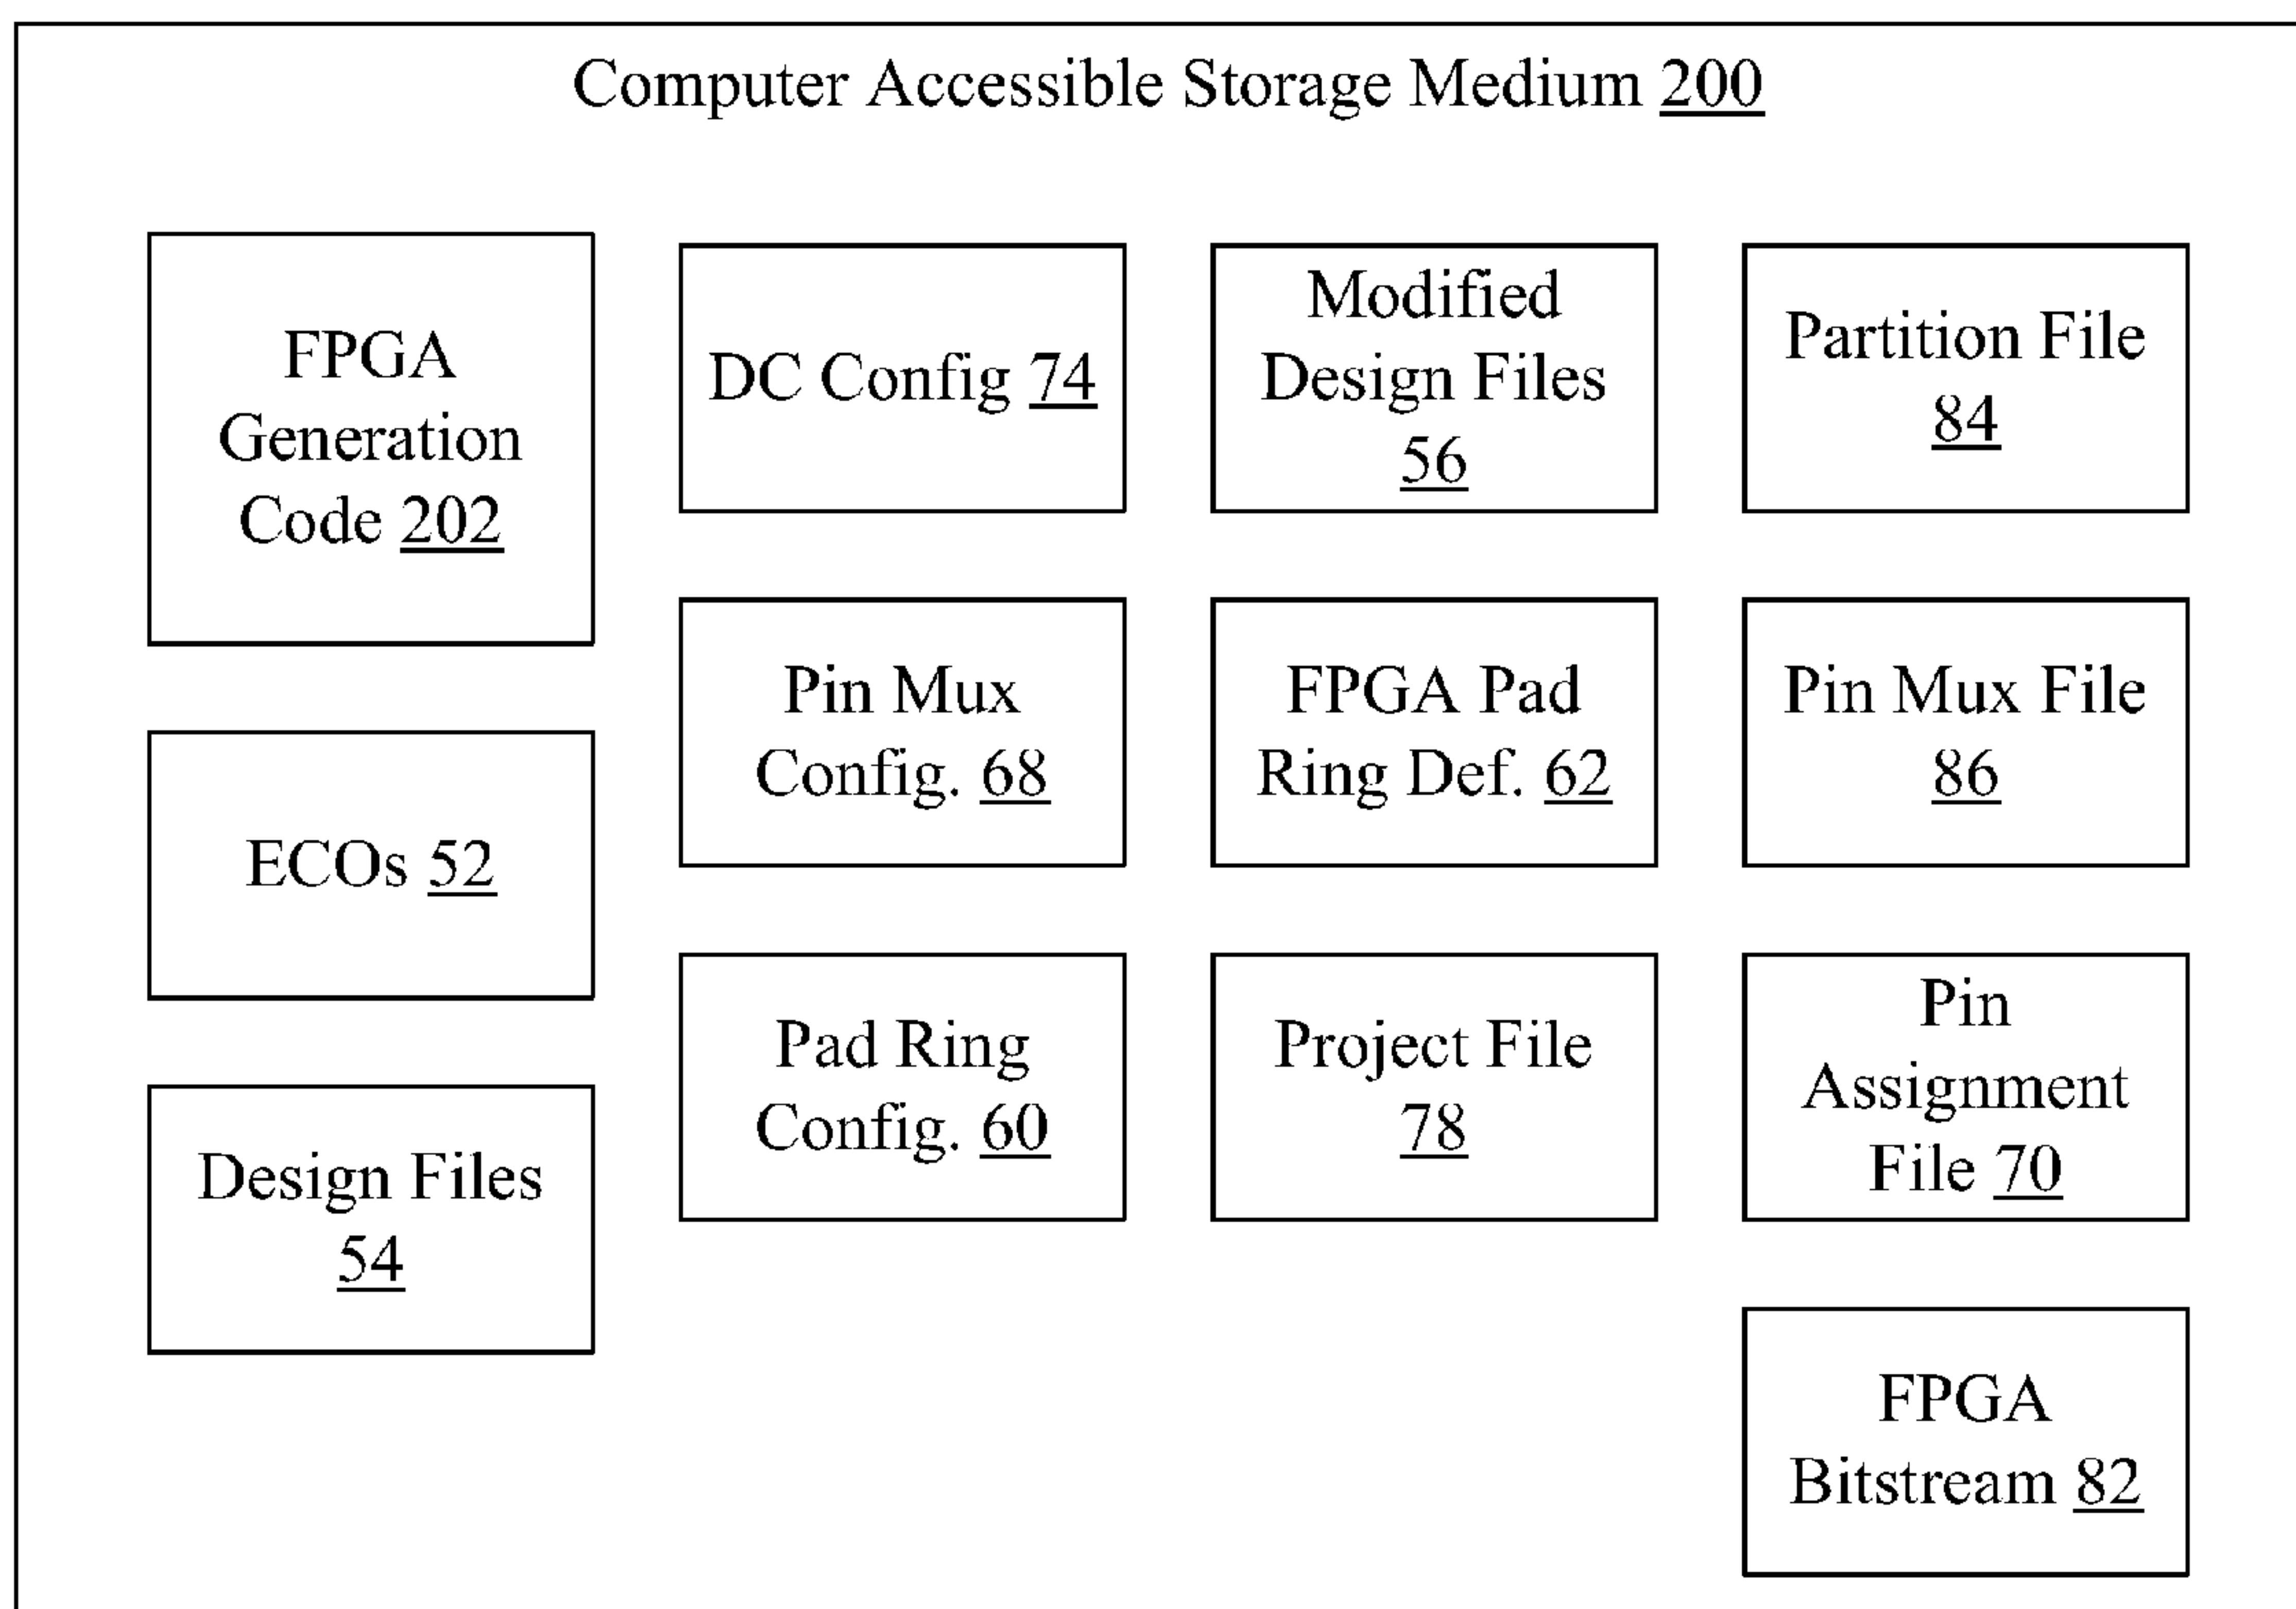 Computer Accessible Storage Medium 200
FPGA
Generation
Code 202
ECOs 52
Design Files
54
DC Config 74
Pin Mux
Config. 68
Pad Ring
Config. 60
Modified
Design Files
56
FPGA Pad
Ring Def. 62
Project File
78
Partition File
84
Pin Mux File
86
Pin
Assignment
File 70
FPGA
Bitstream 82